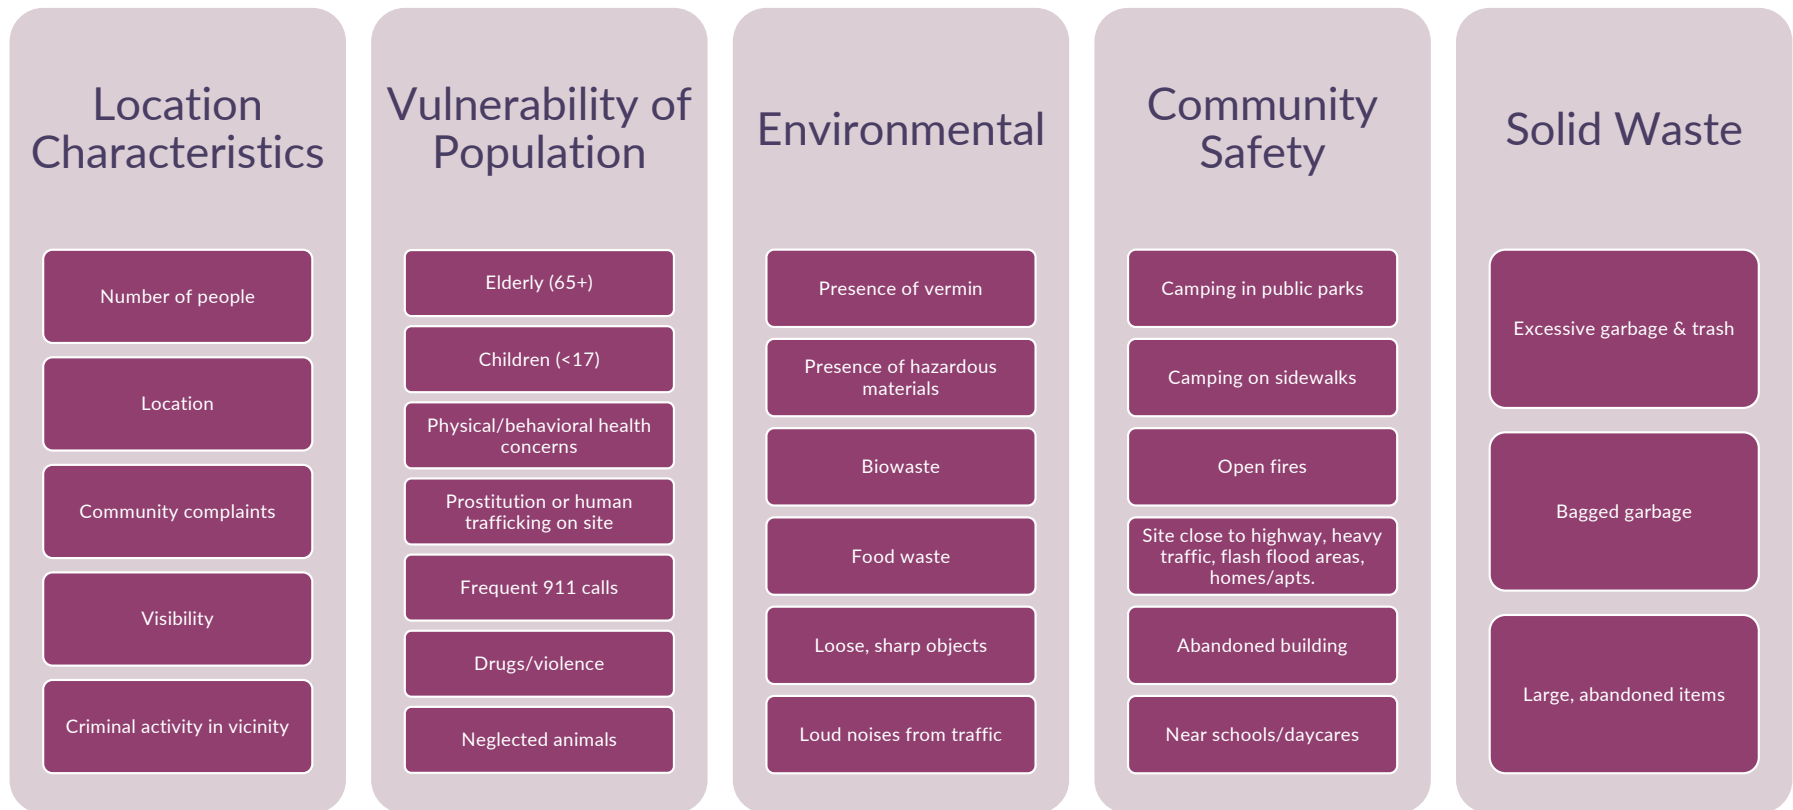 Location
Characteristics
Number of people
Location
Community complaints
Visibility
Criminal activity in vicinity
Vulnerability of
Population
Elderly (65+)
Children (<17)
Physical/behavioral health
concerns
Prostitution or human
trafficking on site
Frequent 911 calls
Drugs/violence
Neglected animals
Environmental
Presence of vermin
Presence of hazardous
materials
Biowaste
Food waste
Loose, sharp objects
Loud noises from traffic
Community
Safety
Camping in public parks
Camping on sidewalks
Open fires
Site close to highway, heavy
traffic, flash flood areas,
homes/apts.
Abandoned building
Near schools/daycares
Solid Waste
Excessive garbage & trash
Bagged garbage
Large, abandoned items